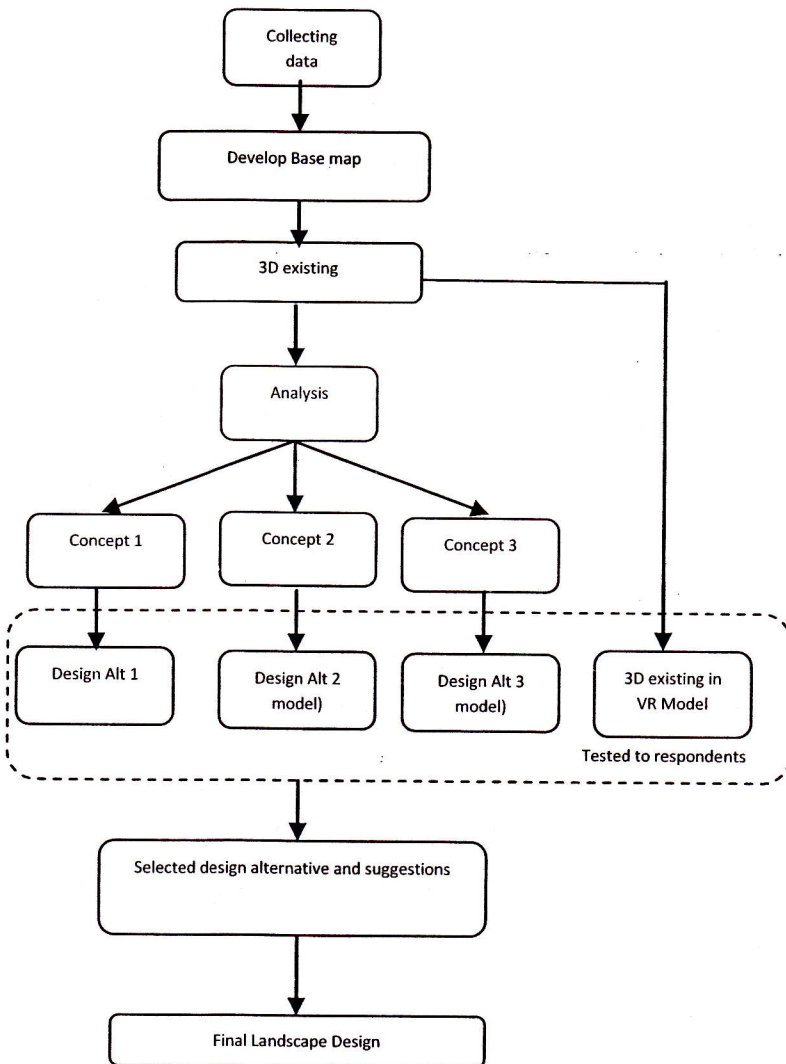 Collecting
data
Develop Base map
3D existing
Analysis
Concept 1
Concept 2
Concept 3
Design Alt 1
Design Alt 2
model)
Design Alt 3
model)
3D existing in
VR Model
Tested to respondents
Selected design alternative and suggestions
Final Landscape Design